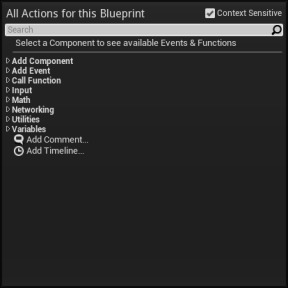 All Actions for this Blueprint
Context Sensitive
Search
Select a Component to see available Events & Functions
Add Component
Add Event
Call Function
Input
Math
Networking
Utilities
Variables
Add Comment...
Add Timeline...